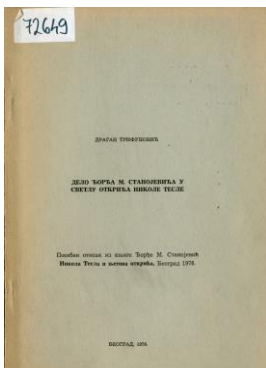 72649
ДРАГАН ТРИФУНОВИЋ
ДЕЛО ЂОРЂА М. СТАНОЈЕВИЋА У
СВЕТЛУ ОТКРИЋА НИКОЛЕ ТЕСЛЕ
Посебни отисак из књиге Ђорђе М. Станојевић
Никола Тесла и његова открића, Београд 1976.
БЕОГРАД, 1976.